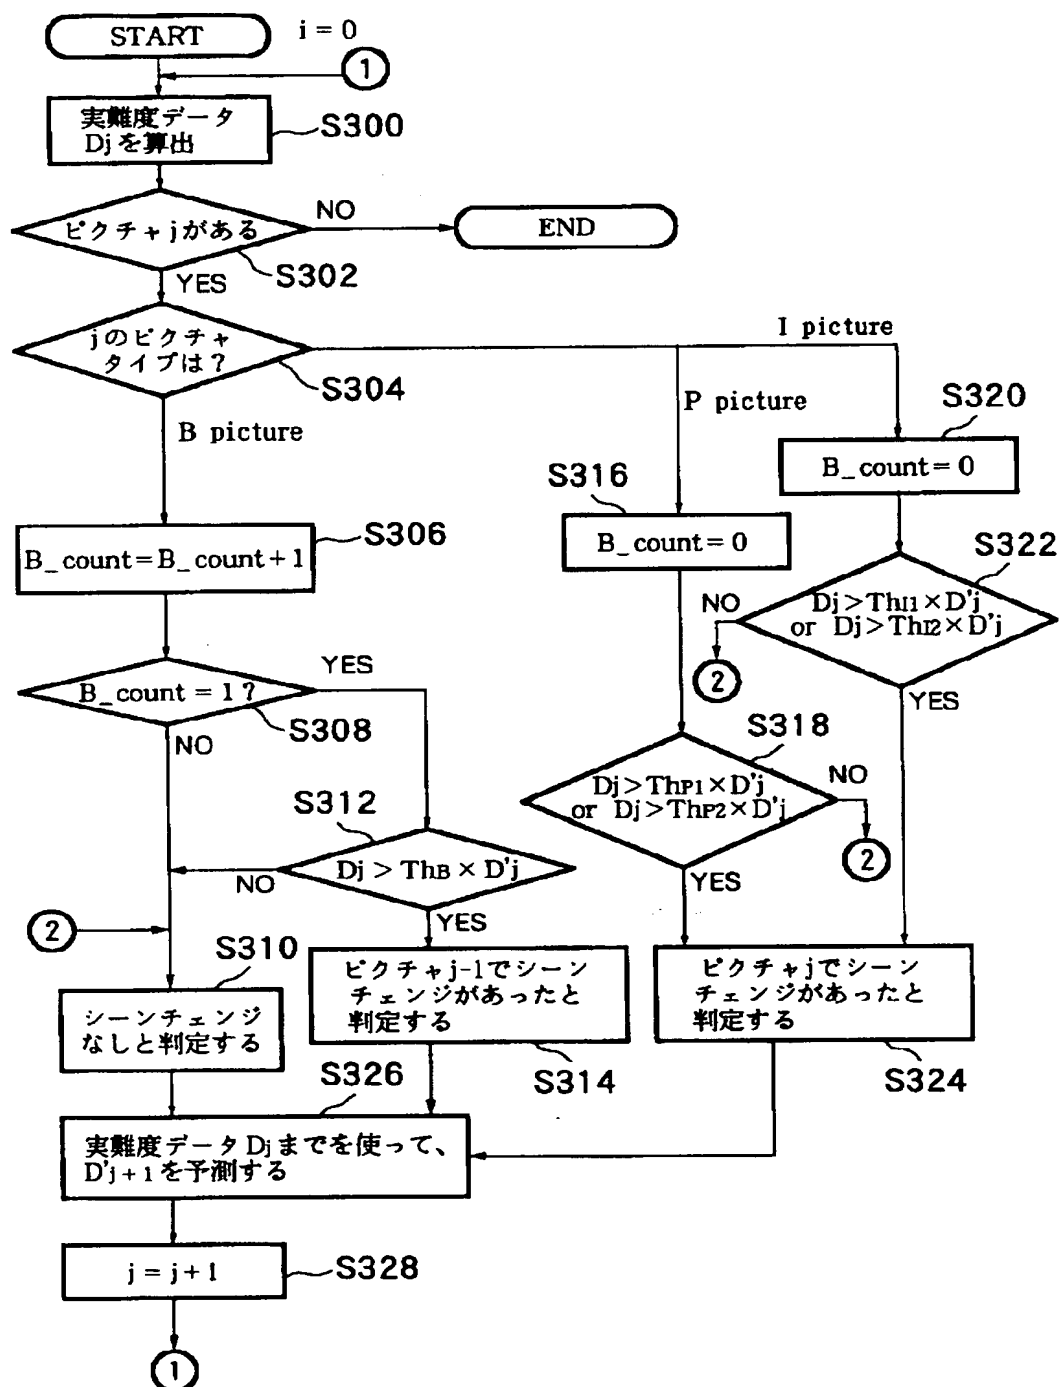 START
i = 0
1
実難度データ
Djを算出
S300
ピクチャjがある
NO
END
S302
YES
jのピクチャ
タイプは？
S304
I picture
P picture
B picture
S320
B_count = 0
S316
B_count = 0
S306
B_count = B_count + 1
S322
Dj > ThI1 × D'j
or Dj > ThI2 × D'j
NO
2
YES
B_count = 1 ?
YES
S308
NO
S318
Dj > ThP1 × D'j
or Dj > ThP2 × D'j
NO
2
YES
S312
Dj > ThB × D'j
NO
YES
2
S310
シーンチェンジ
なしと判定する
ピクチャj-1でシーン
チェンジがあったと
判定する
S314
ピクチャjでシーン
チェンジがあったと
判定する
S324
S326
実難度データDjまでを使って、
D'j+1を予測する
j = j + 1
S328
1